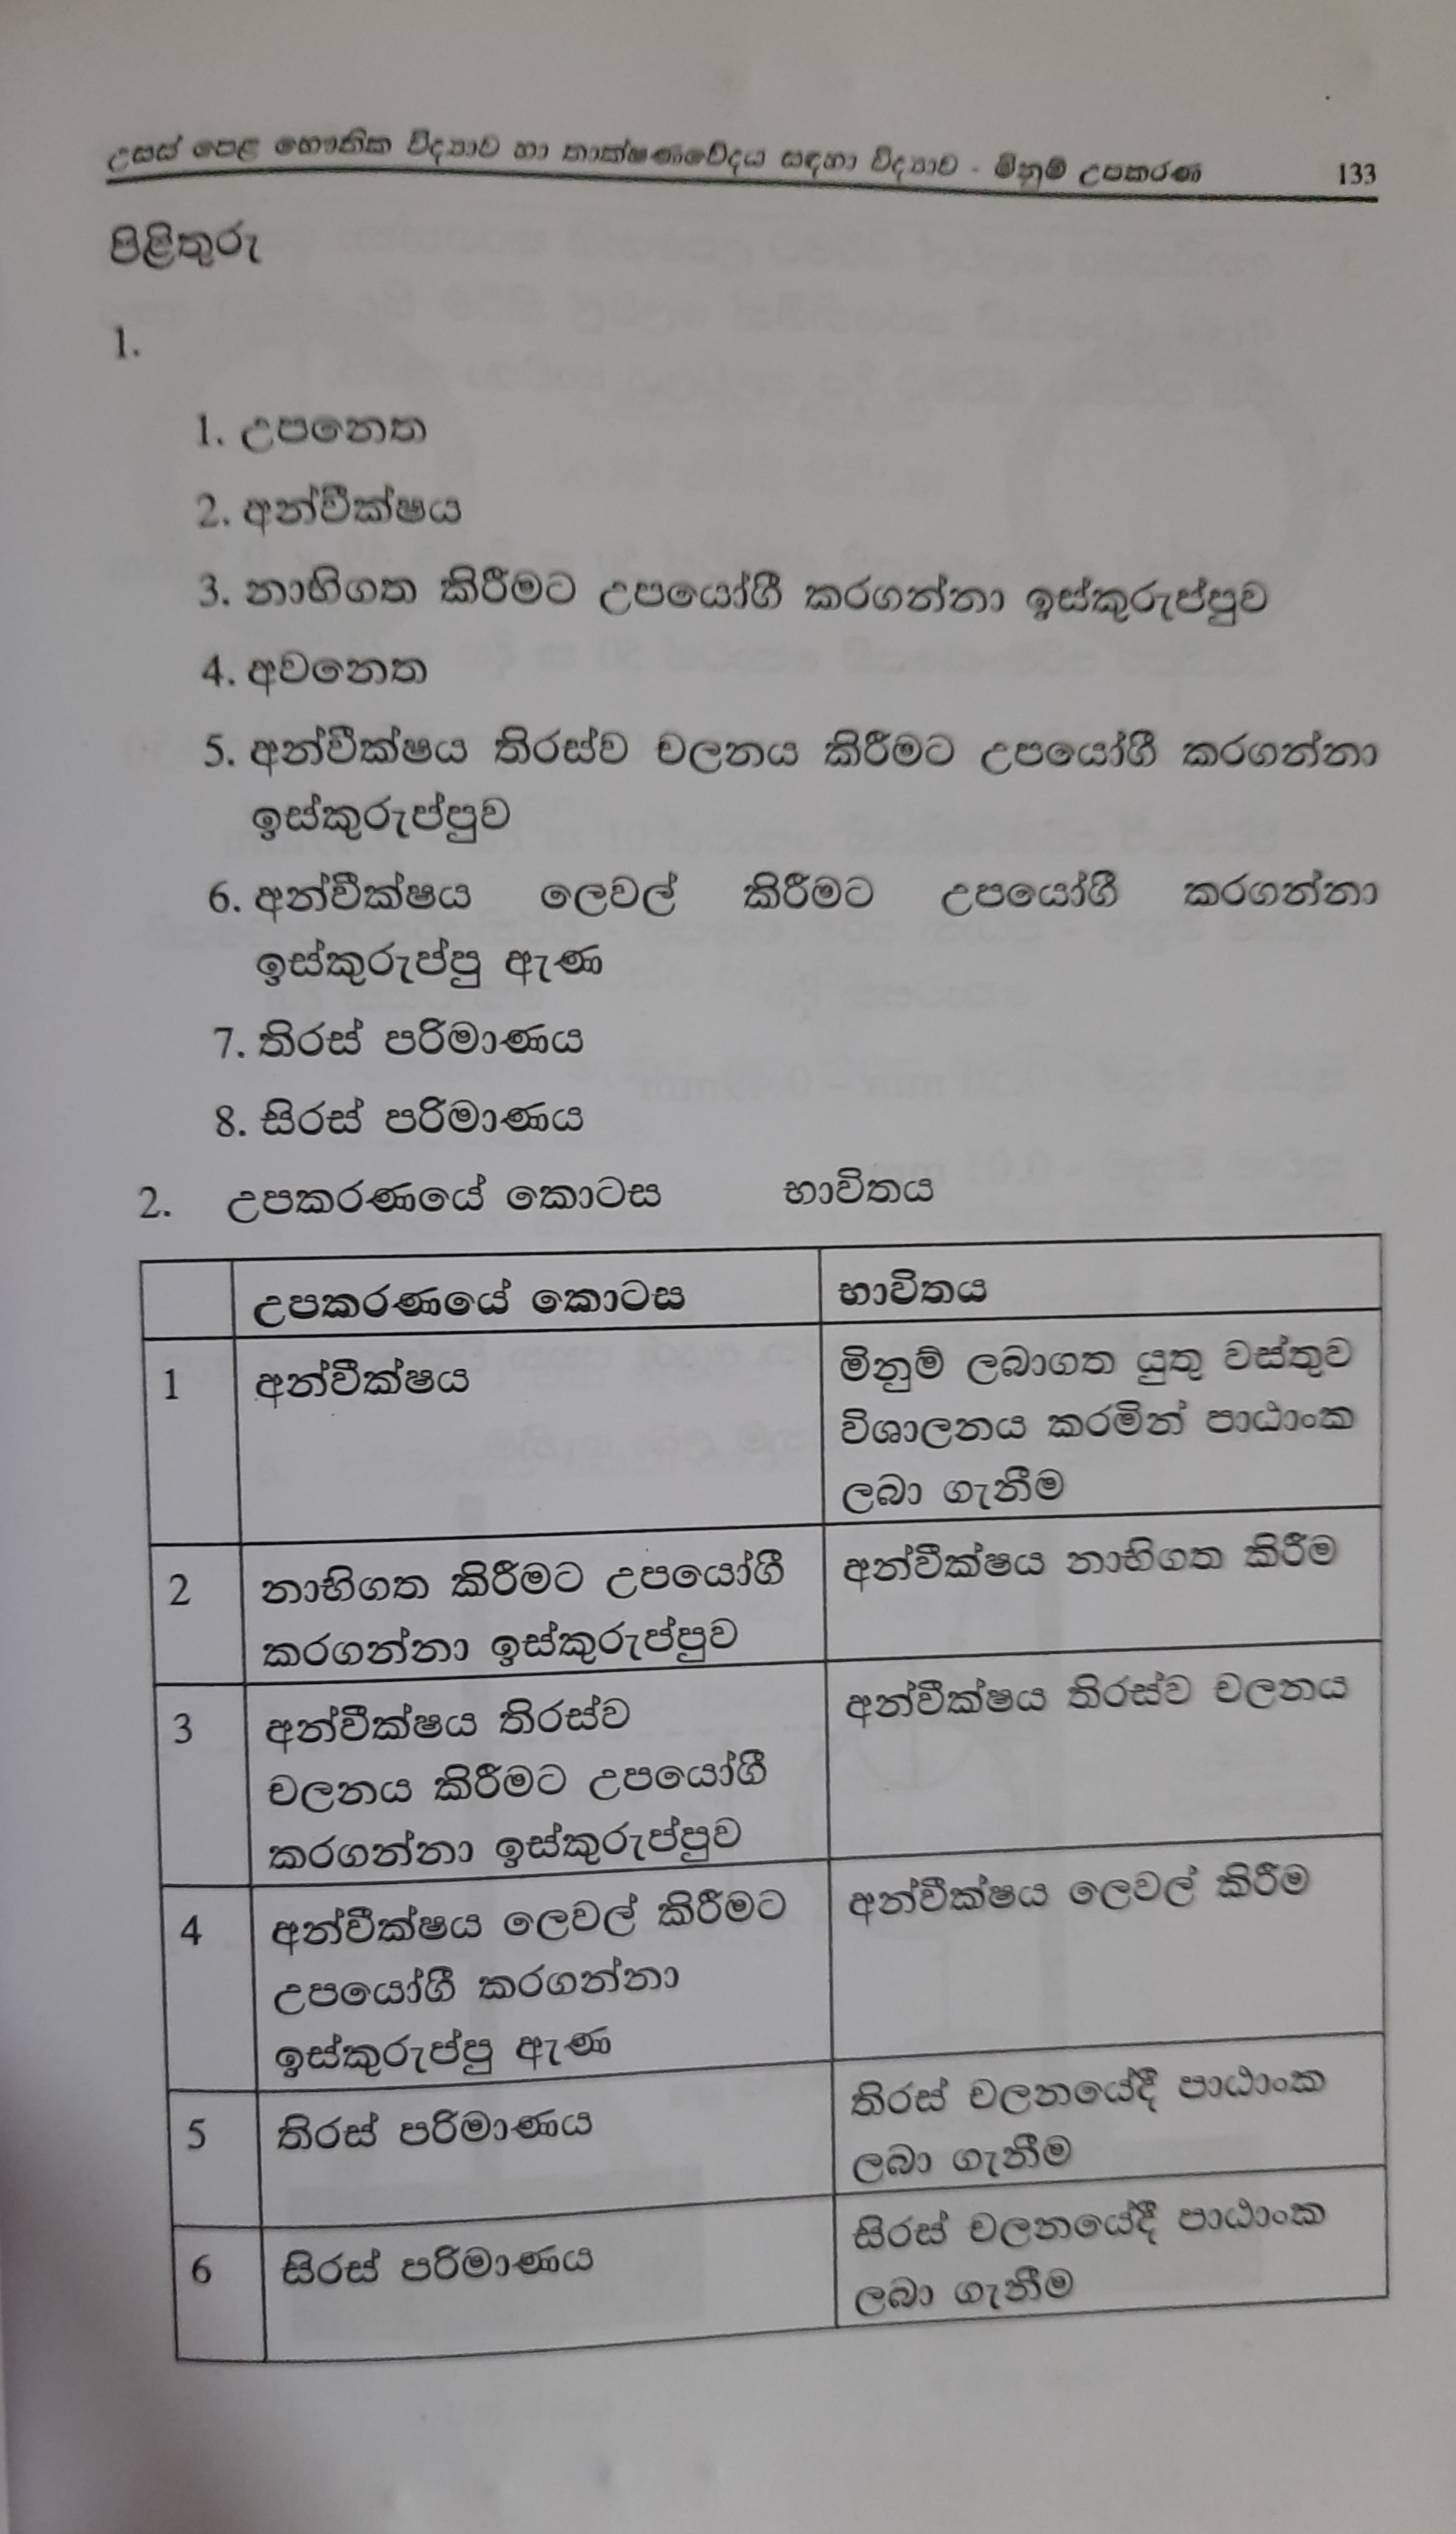 උසස් පෙළ භෞතික විද්‍යාව හා තාක්ෂණවේදය සඳහා විද්‍යාව - මිනුම් උපකරණ 133
පිළිතුරු
1.
1. උපනෙත
2. අන්වීක්ෂය
3. නාභිගත කිරීමට උපයෝගී කරගන්නා ඉස්කුරුප්පුව
4. අවනෙත
5. අන්වීක්ෂය තිරස්ව චලනය කිරීමට උපයෝගී කරගන්නා
ඉස්කුරුප්පුව
6. අන්වීක්ෂය ලෙවල් කිරීමට උපයෝගී කරගන්නා
ඉස්කුරුප්පු ඇණ
7. තිරස් පරිමාණය
8. සිරස් පරිමාණය
2. උපකරණයේ කොටස භාවිතය
උපකරණයේ කොටස භාවිතය
1 අන්වීක්ෂය මිනුම් ලබාගත යුතු වස්තුව
විශාලනය කරමින් පාඨාංක
ලබා ගැනීම
2 නාභිගත කිරීමට උපයෝගී අන්වීක්ෂය නාභිගත කිරීම
කරගන්නා ඉස්කුරුප්පුව
3 අන්වීක්ෂය තිරස්ව අන්වීක්ෂය තිරස්ව චලනය
චලනය කිරීමට උපයෝගී
කරගන්නා ඉස්කුරුප්පුව
4 අන්වීක්ෂය ලෙවල් කිරීමට අන්වීක්ෂය ලෙවල් කිරීම
උපයෝගී කරගන්නා
ඉස්කුරුප්පු ඇණ
5 තිරස් පරිමාණය තිරස් චලනයේදී පාඨාංක
ලබා ගැනීම
6 සිරස් පරිමාණය සිරස් චලනයේදී පාඨාංක
ලබා ගැනීම